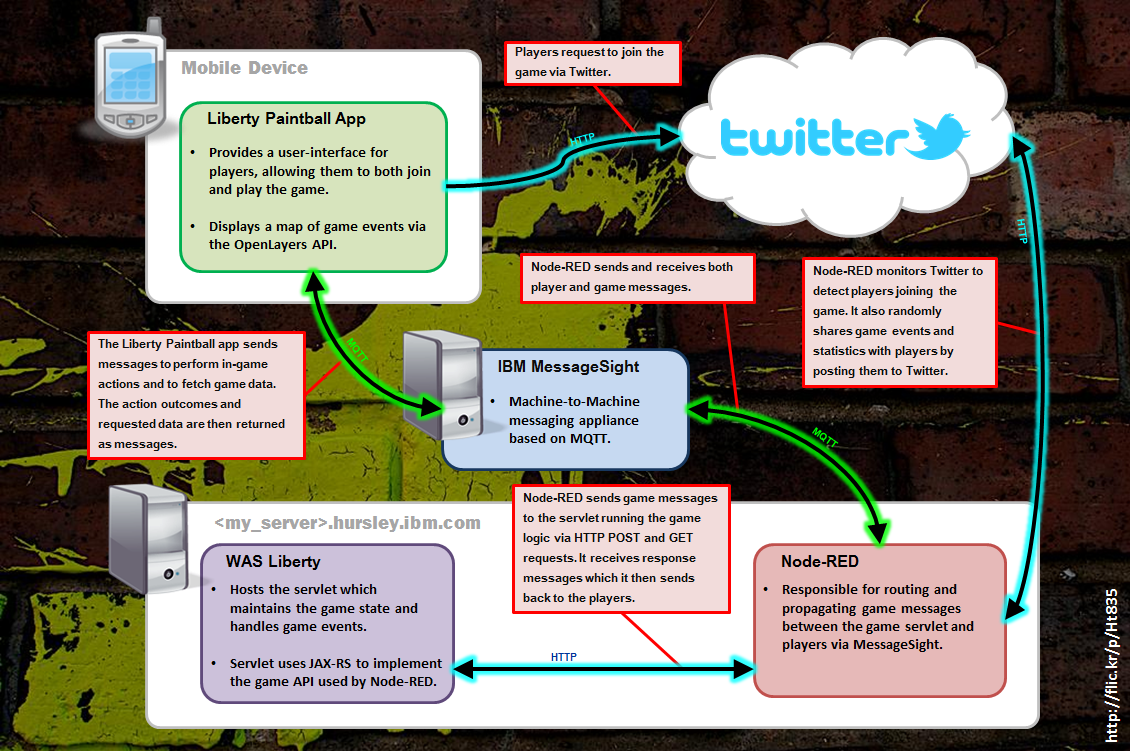 Mobile Device
Liberty Paintball App
• Provides a user-interface for
players, allowing them to both join
and play the game.
• Displays a map of game events via
the OpenLayers API.
Players request to join the
game via Twitter.
HTTP
twitter
HTTP
Node-RED sends and receives both
player and game messages.
Node-RED monitors Twitter to
detect players joining the
game. It also randomly
shares game events and
statistics with players by
posting them to Twitter.
The Liberty Paintball app sends
messages to perform in-game
actions and to fetch game data.
The action outcomes and
requested data are then returned
as messages.
MQTT
IBM MessageSight
• Machine-to-Machine
messaging appliance
based on MQTT.
MQTT
<my_server>.hursley.ibm.com
WAS Liberty
• Hosts the servlet which
maintains the game state and
handles game events.
• Servlet uses JAX-RS to implement
the game API used by Node-RED.
Node-RED sends game messages
to the servlet running the game
logic via HTTP POST and GET
requests. It receives response
messages which it then sends
back to the players.
HTTP
Node-RED
• Responsible for routing and
propagating game messages
between the game servlet and
players via MessageSight.
http://flic.kr/p/Ht835